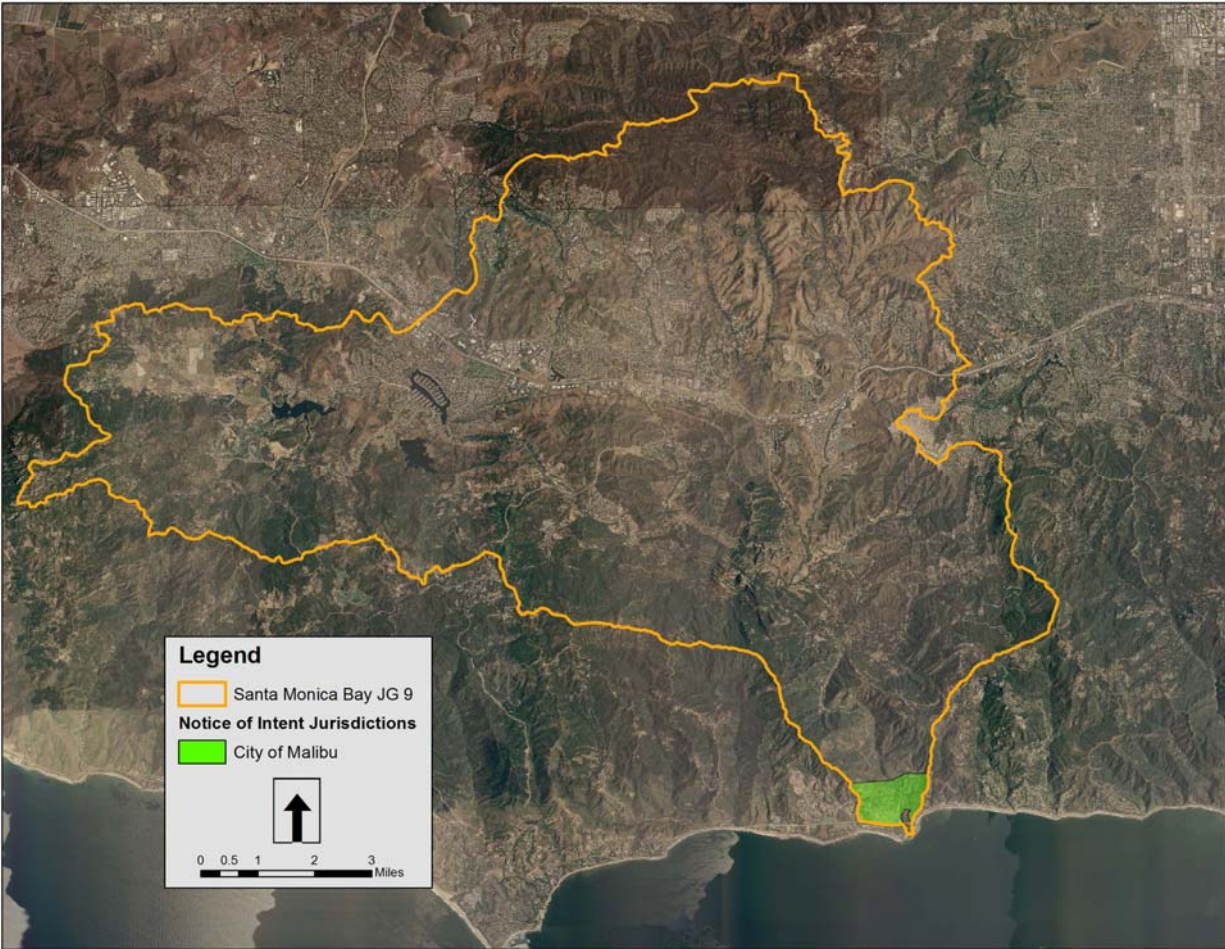 Legend
Santa Monica Bay JG 9
Notice of Intent Jurisdictions
City of Malibu
0 0.5 1 2 3
Miles